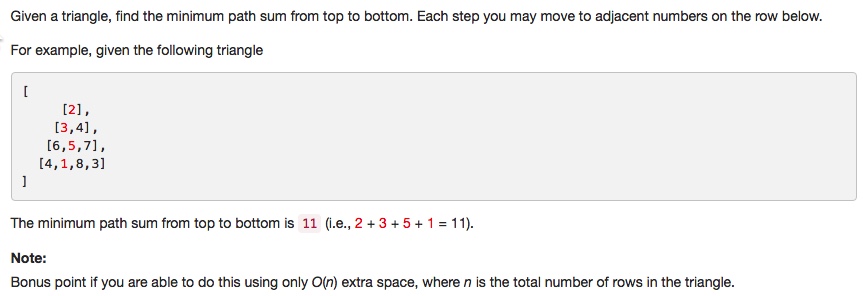 Given a triangle, find the minimum path sum from top to bottom. Each step you may move to adjacent numbers on the row below.
For example, given the following triangle
[
[2],
[3,4],
[6,5,7],
[4,1,8,3]
]
The minimum path sum from top to bottom is 11 (i.e., 2 + 3 + 5 + 1 = 11).
Note:
Bonus point if you are able to do this using only O(n) extra space, where n is the total number of rows in the triangle.